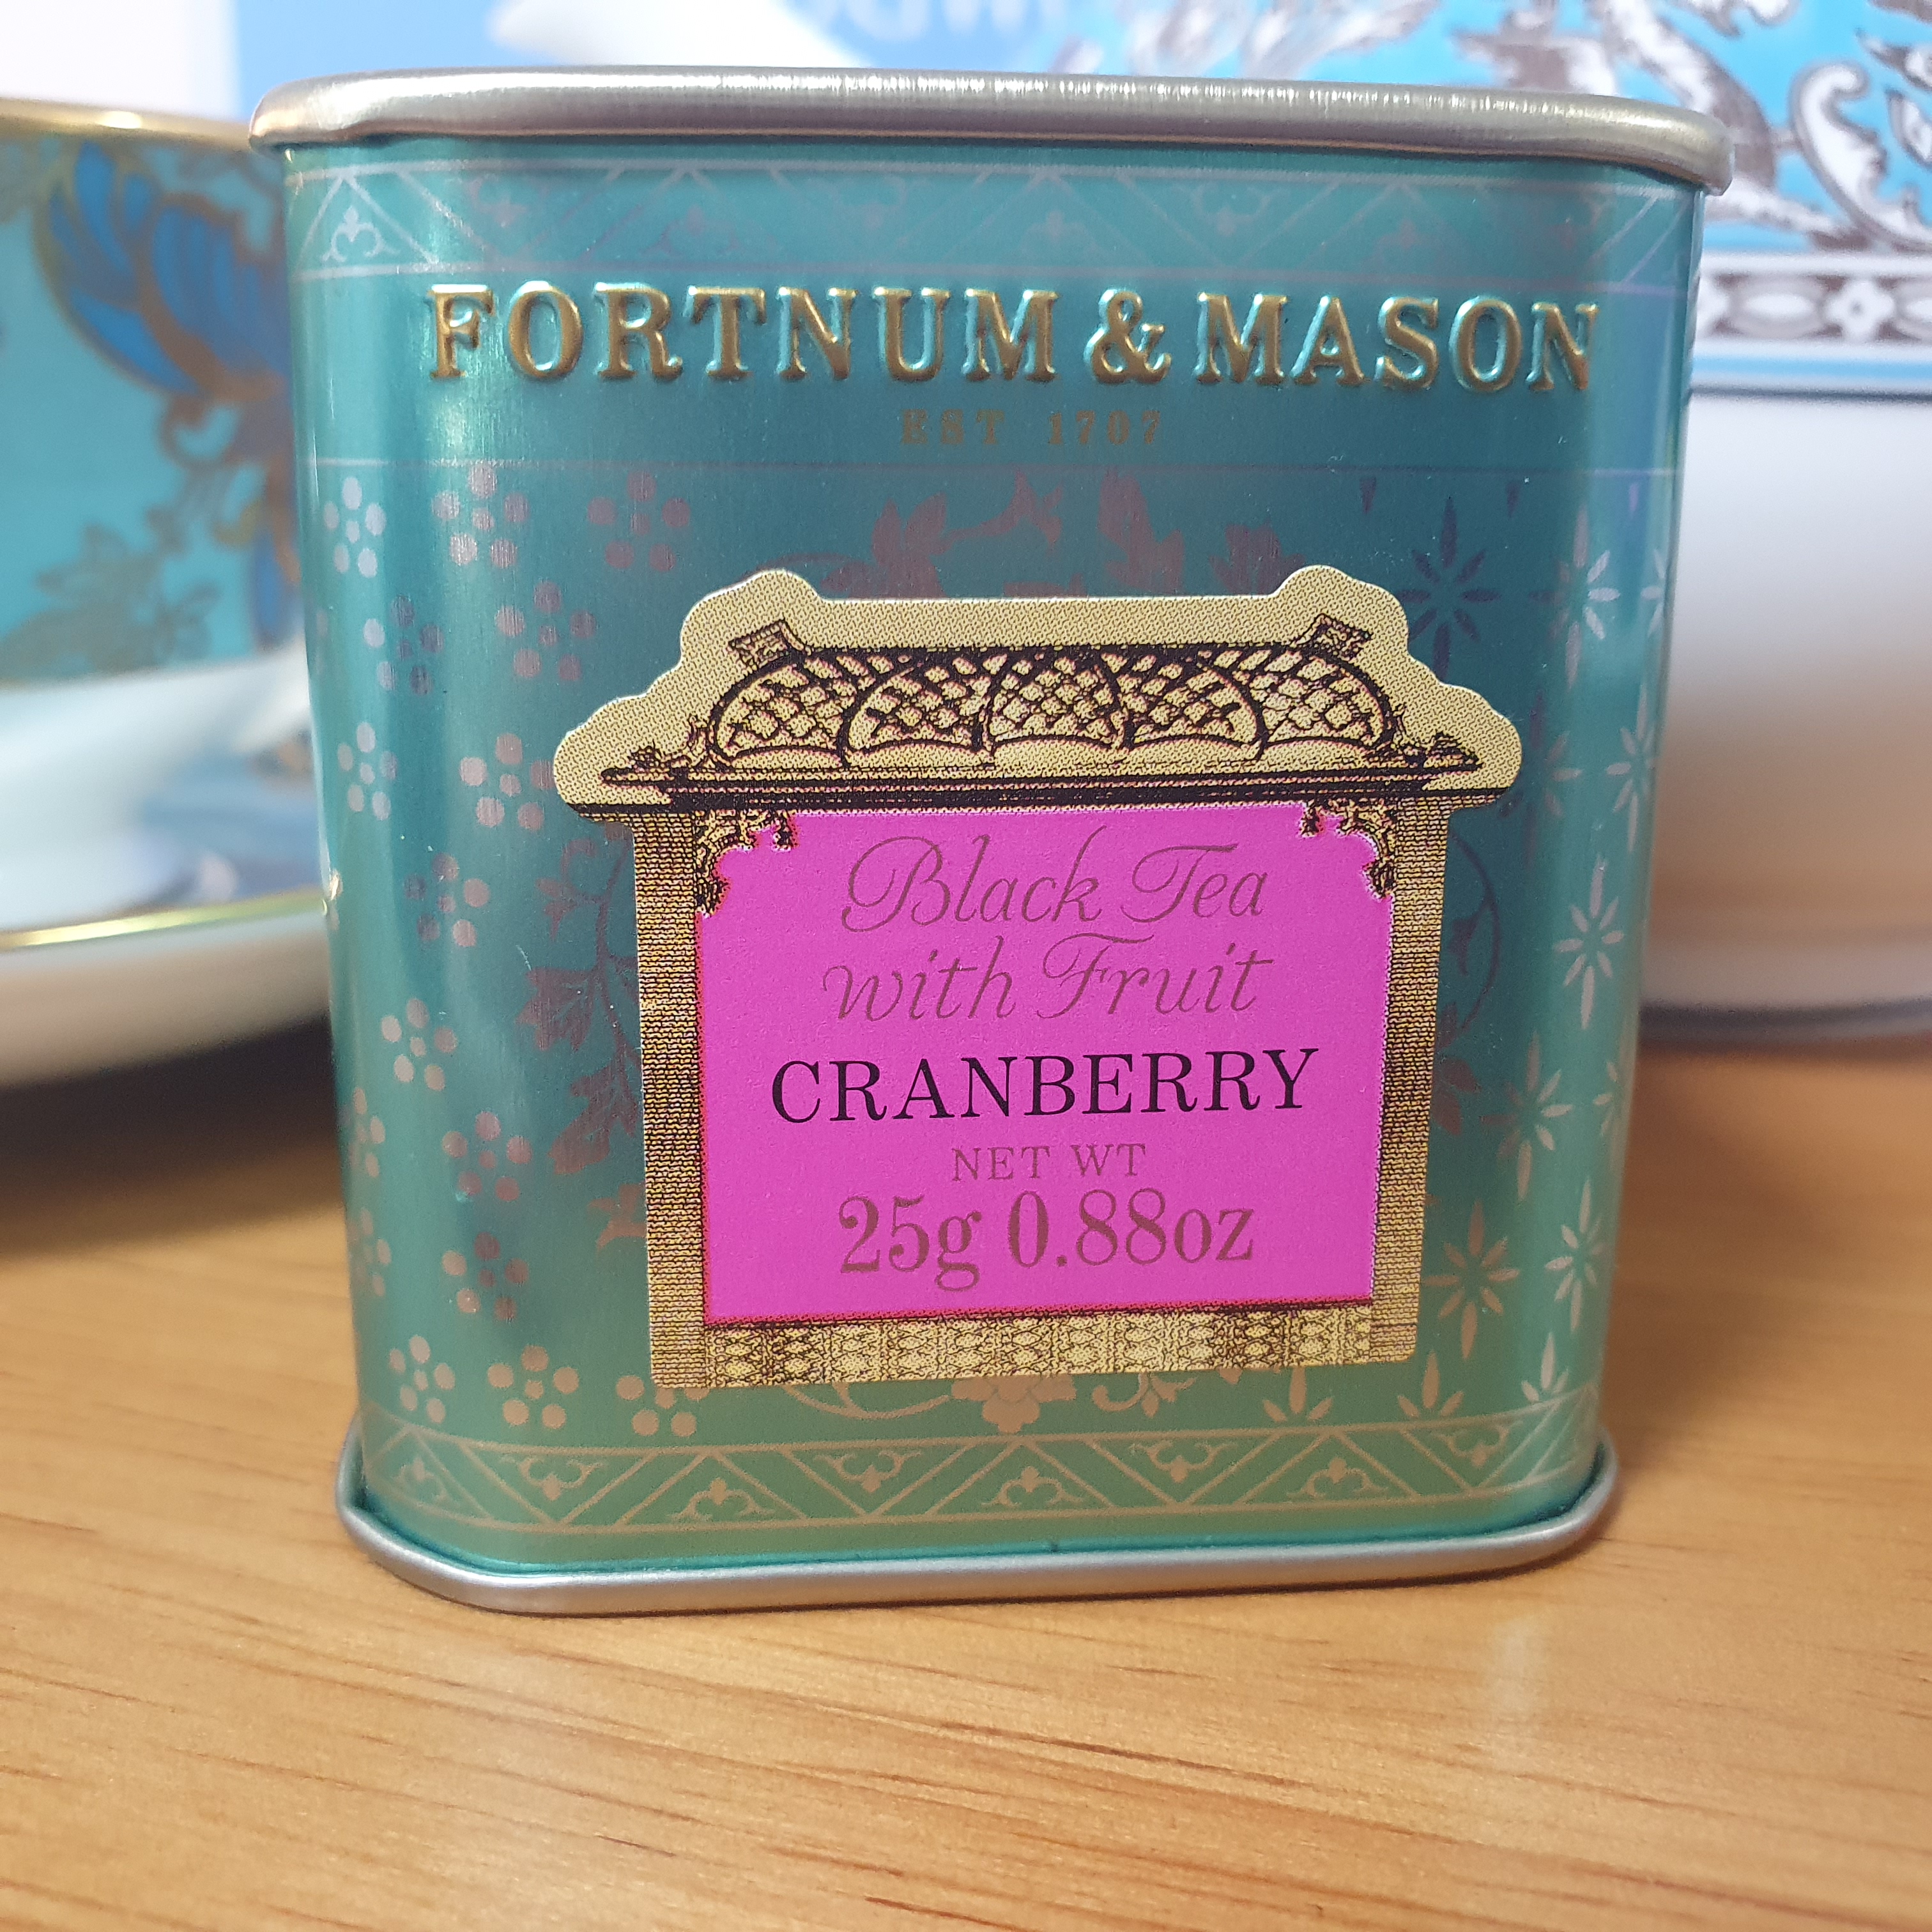 FORTNUM & MASON
EST 1707
Black Tea
with Fruit
CRANBERRY
NET WT
25g 0.88oz